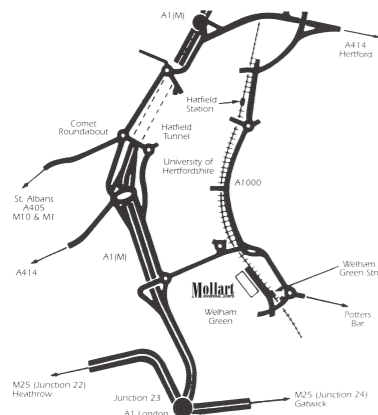 A1(M)
A414
Hertford
Hatfield
Station
Comet
Roundabout
Hatfield
Tunnel
University of
Hertfordshire
A1000
St. Albans
A405
M10 & M1
A414
A1(M)
Welham
Green Stn
Mollart
UNIVERSAL JOINTS
Welham
Green
Potters
Bar
M25 (Junction 22)
Heathrow
Junction 23
A1 London
M25 (Junction 24)
Gatwick